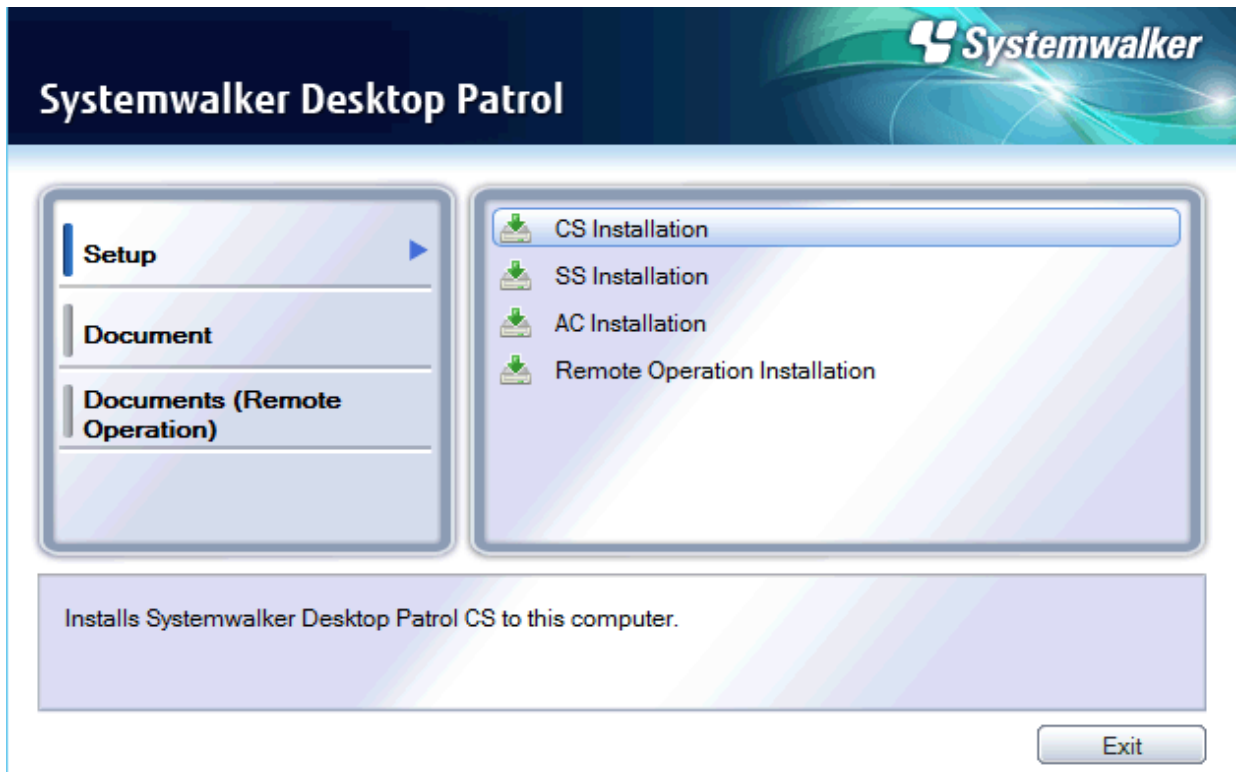 Systemwalker
Systemwalker Desktop Patrol
Setup
Document
Documents (Remote
Operation)
CS Installation
SS Installation
AC Installation
Remote Operation Installation
Installs Systemwalker Desktop Patrol CS to this computer.
Exit